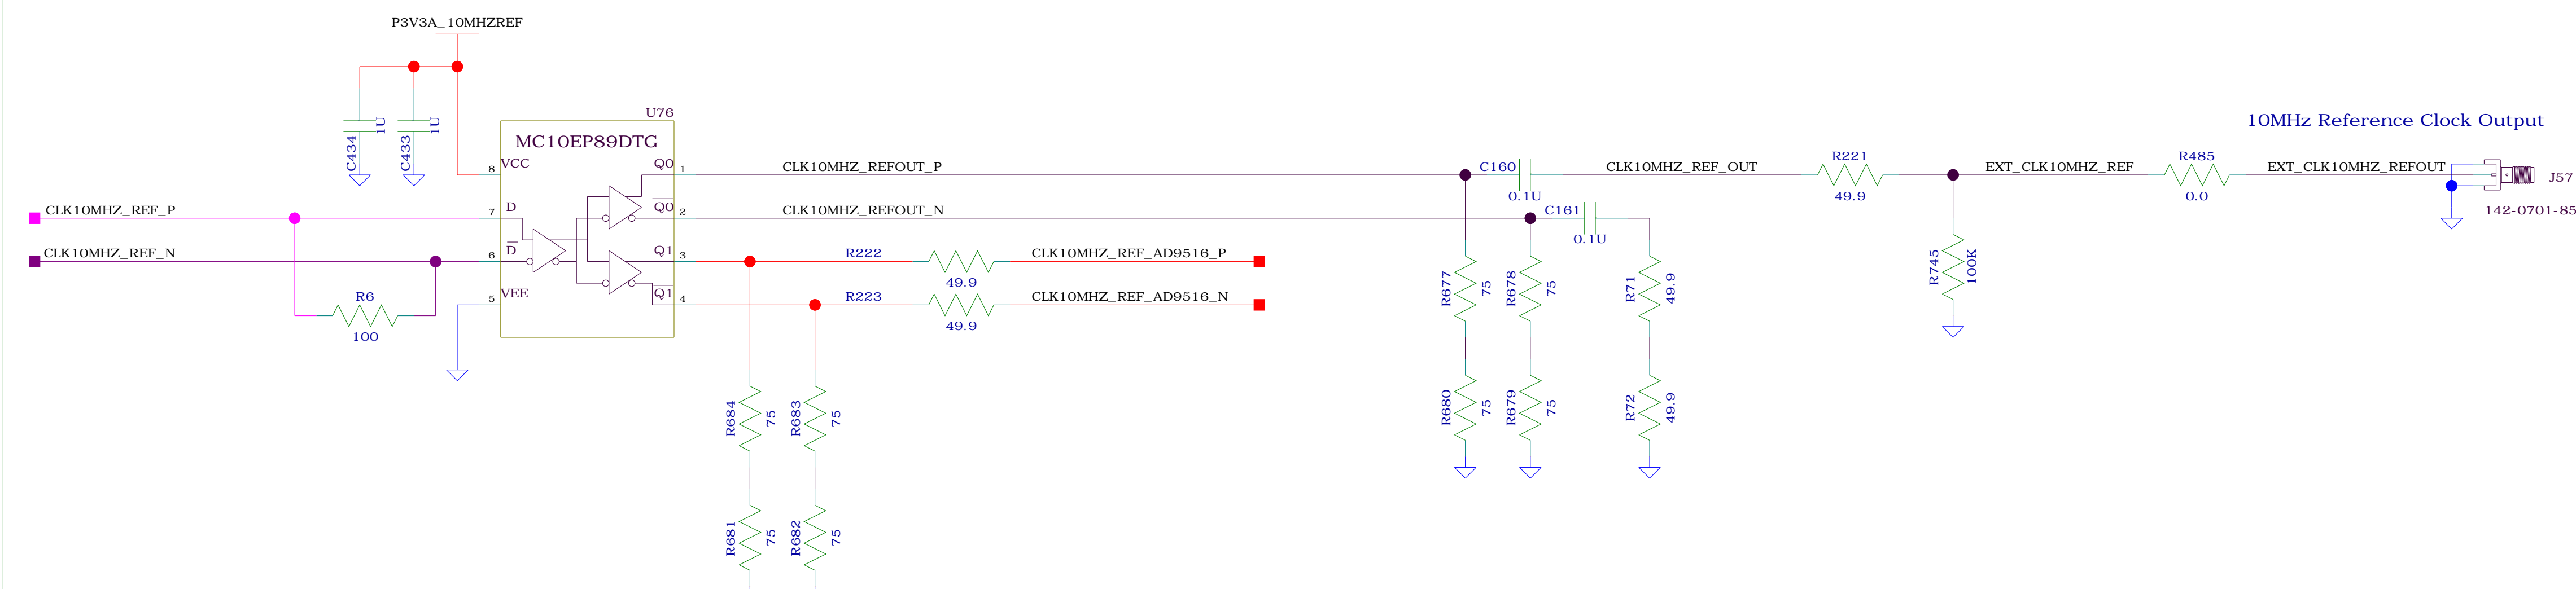 P3V3A_10MHZREF
C434
1U
C433
1U
U76
MC10EP89DTG
8
VCC
Q0
1
7
D
Q0
2
6
D
Q1
3
5
VEE
Q1
4
CLK10MHZ_REF_P
CLK10MHZ_REF_N
R6
100
CLK10MHZ_REFOUT_P
CLK10MHZ_REFOUT_N
R222
49.9
CLK10MHZ_REF_AD9516_P
R223
49.9
CLK10MHZ_REF_AD9516_N
R684
75
R683
75
R681
75
R682
75
C160
0.1U
C161
0.1U
R677
75
R678
75
R71
49.9
R680
75
R679
75
R72
49.9
CLK10MHZ_REF_OUT
R221
49.9
R745
100K
EXT_CLK10MHZ_REF
R485
0.0
EXT_CLK10MHZ_REFOUT
10MHz Reference Clock Output
J57
142-0701-85